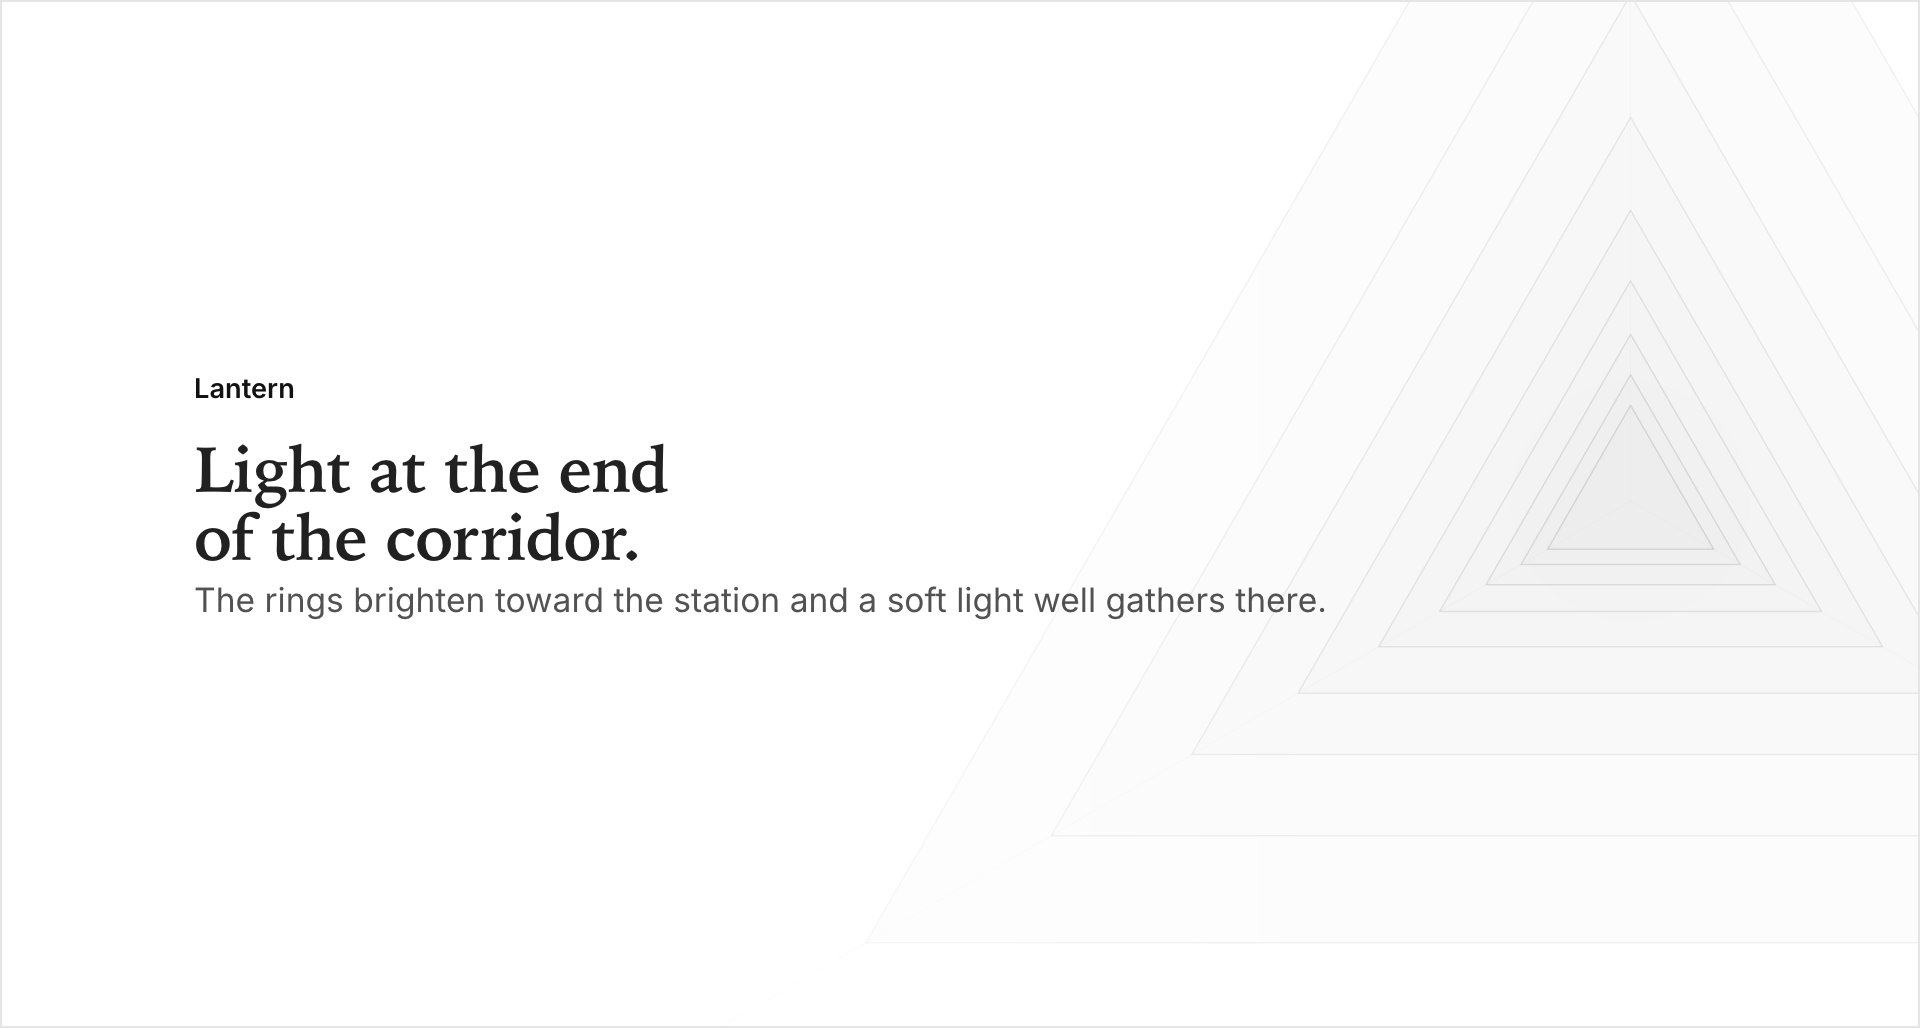 Lantern
Light at the end
of the corridor.
The rings brighten toward the station and a soft light well gathers there.